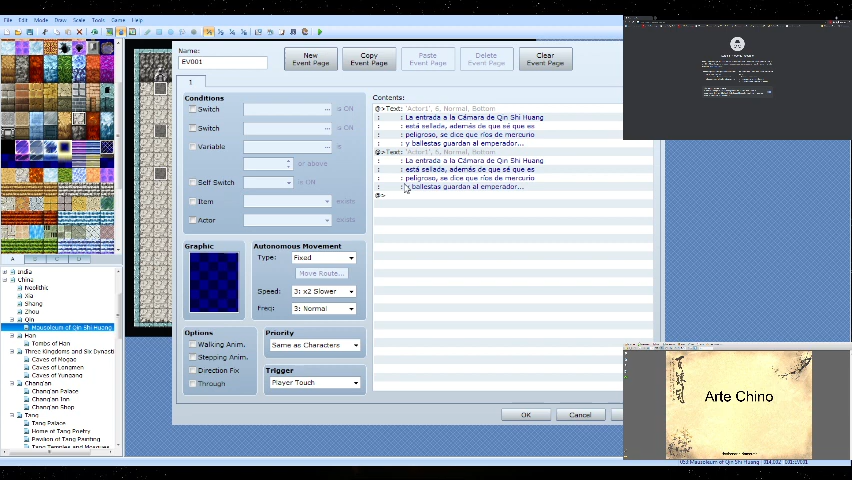 File Edit Mode Draw Scale Tools Game Help
Name:
EV001
New Event Page
Copy Event Page
Paste Event Page
Delete Event Page
Clear Event Page
1
Conditions
Switch ... is ON
Switch ... is ON
Variable ... is
or above
Self Switch is ON
Item exists
Actor exists
Graphic
Autonomous Movement
Type: Fixed
Move Route...
Speed: 3: x2 Slower
Freq: 3: Normal
Options
Walking Anim.
Stepping Anim.
Direction Fix
Through
Priority
Same as Characters
Trigger
Player Touch
Contents:
@>Text: 'Actor1', 6, Normal, Bottom
: : La entrada a la Cámara de Qin Shi Huang
: : está sellada, además de que sé que es
: : peligroso, se dice que ríos de mercurio
: : y ballestas guardan al emperador...
@>Text: 'Actor1', 6, Normal, Bottom
: : La entrada a la Cámara de Qin Shi Huang
: : está sellada, además de que sé que es
: : peligroso, se dice que ríos de mercurio
: : y ballestas guardan al emperador...
@>
OK
Cancel
A B C D
India
China
Neolithic
Xia
Shang
Zhou
Qin
Mausoleum of Qin Shi Huang
Han
Tombs of Han
Three Kingdoms and Six Dynasti
Caves of Mogao
Caves of Longmen
Caves of Yungang
Chang'an
Chang'an Palace
Chang'an Inn
Chang'an Shop
Tang
Tang Palace
Home of Tang Poetry
Pavilion of Tang Painting
Tang Temples and Mou
Arte Chino
053 Mausoleum of Qin Shi Huang